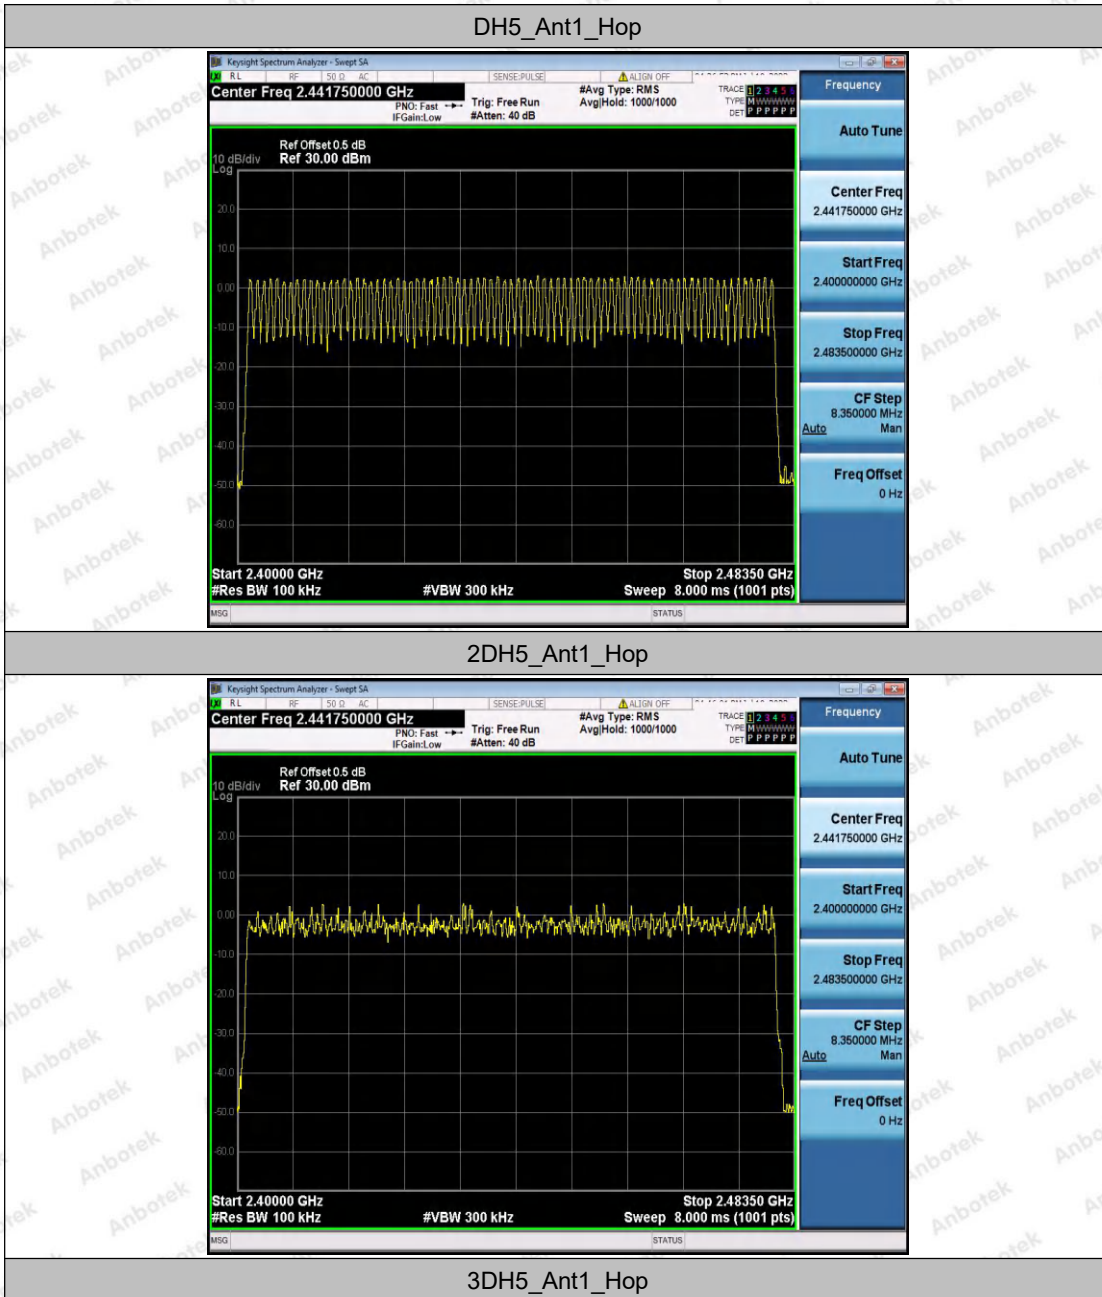 DH5_Ant1_Hop
Keysight Spectrum Analyzer - Swept SA
RL RF 50 Ω AC SENSE:PULSE ALIGN OFF
Center Freq 2.441750000 GHz
PNO: Fast
IFGain:Low
Trig: Free Run
#Atten: 40 dB
#Avg Type: RMS
Avg|Hold: 1000/1000
TRACE 1 2 3 4 5 6
TYPE M W W W W W
DET P P P P P P
Ref Offset 0.5 dB
10 dB/div Ref 30.00 dBm
Log
20.0
10.0
0.00
-10.0
-20.0
-30.0
-40.0
-50.0
-60.0
Start 2.40000 GHz Stop 2.48350 GHz
#Res BW 100 kHz #VBW 300 kHz Sweep 8.000 ms (1001 pts)
MSG STATUS
Frequency
Auto Tune
Center Freq
2.441750000 GHz
Start Freq
2.400000000 GHz
Stop Freq
2.483500000 GHz
CF Step
8.350000 MHz
Auto Man
Freq Offset
0 Hz
2DH5_Ant1_Hop
Keysight Spectrum Analyzer - Swept SA
RL RF 50 Ω AC SENSE:PULSE ALIGN OFF
Center Freq 2.441750000 GHz
PNO: Fast
IFGain:Low
Trig: Free Run
#Atten: 40 dB
#Avg Type: RMS
Avg|Hold: 1000/1000
TRACE 1 2 3 4 5 6
TYPE M W W W W W
DET P P P P P P
Ref Offset 0.5 dB
10 dB/div Ref 30.00 dBm
Log
20.0
10.0
0.00
-10.0
-20.0
-30.0
-40.0
-50.0
-60.0
Start 2.40000 GHz Stop 2.48350 GHz
#Res BW 100 kHz #VBW 300 kHz Sweep 8.000 ms (1001 pts)
MSG STATUS
Frequency
Auto Tune
Center Freq
2.441750000 GHz
Start Freq
2.400000000 GHz
Stop Freq
2.483500000 GHz
CF Step
8.350000 MHz
Auto Man
Freq Offset
0 Hz
3DH5_Ant1_Hop